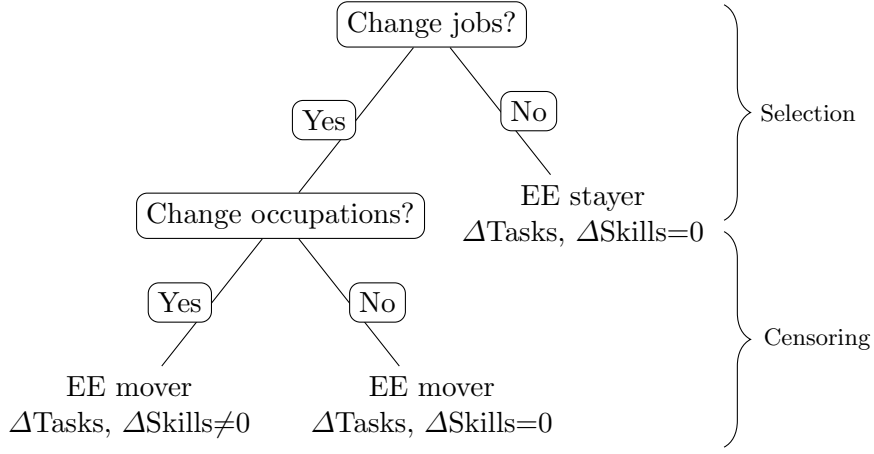 Change jobs?
Yes
No
Selection
EE stayer
ΔTasks, ΔSkills=0
Change occupations?
Yes
No
Censoring
EE mover
ΔTasks, ΔSkills≠0
EE mover
ΔTasks, ΔSkills=0